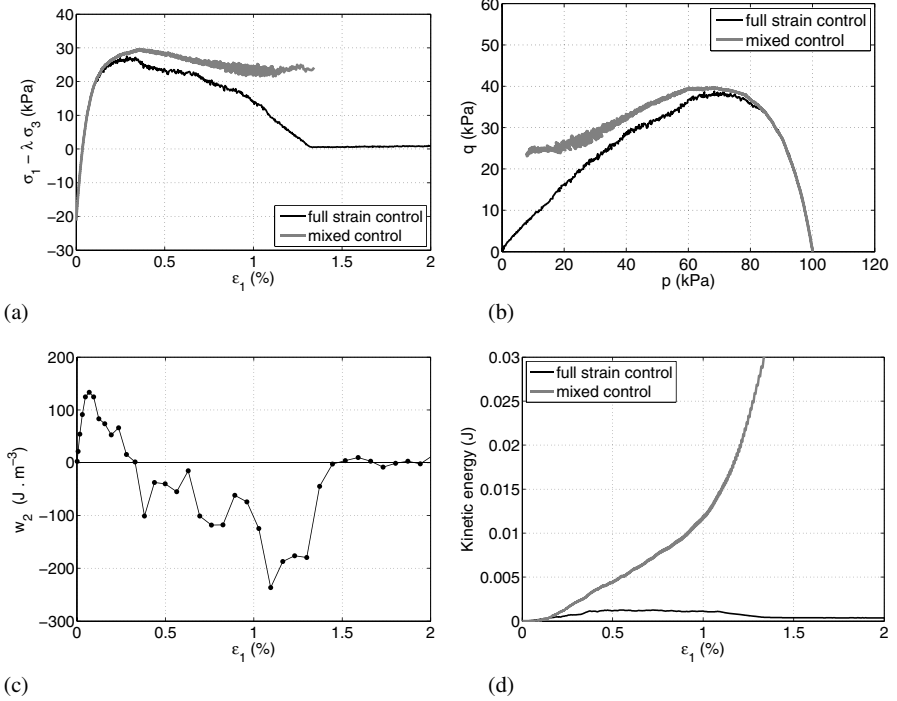 40
30
20
10
0
−10
−20
−30
σ1 − λ σ3 (kPa)
0 0.5 1 1.5 2
ε1 (%)
full strain control
mixed control
(a)
60
50
40
30
20
10
0
q (kPa)
0 20 40 60 80 100 120
p (kPa)
full strain control
mixed control
(b)
200
100
0
−100
−200
−300
w2 (J . m−3)
0 0.5 1 1.5 2
ε1 (%)
(c)
0.03
0.025
0.02
0.015
0.01
0.005
0
Kinetic energy (J)
0 0.5 1 1.5 2
ε1 (%)
full strain control
mixed control
(d)